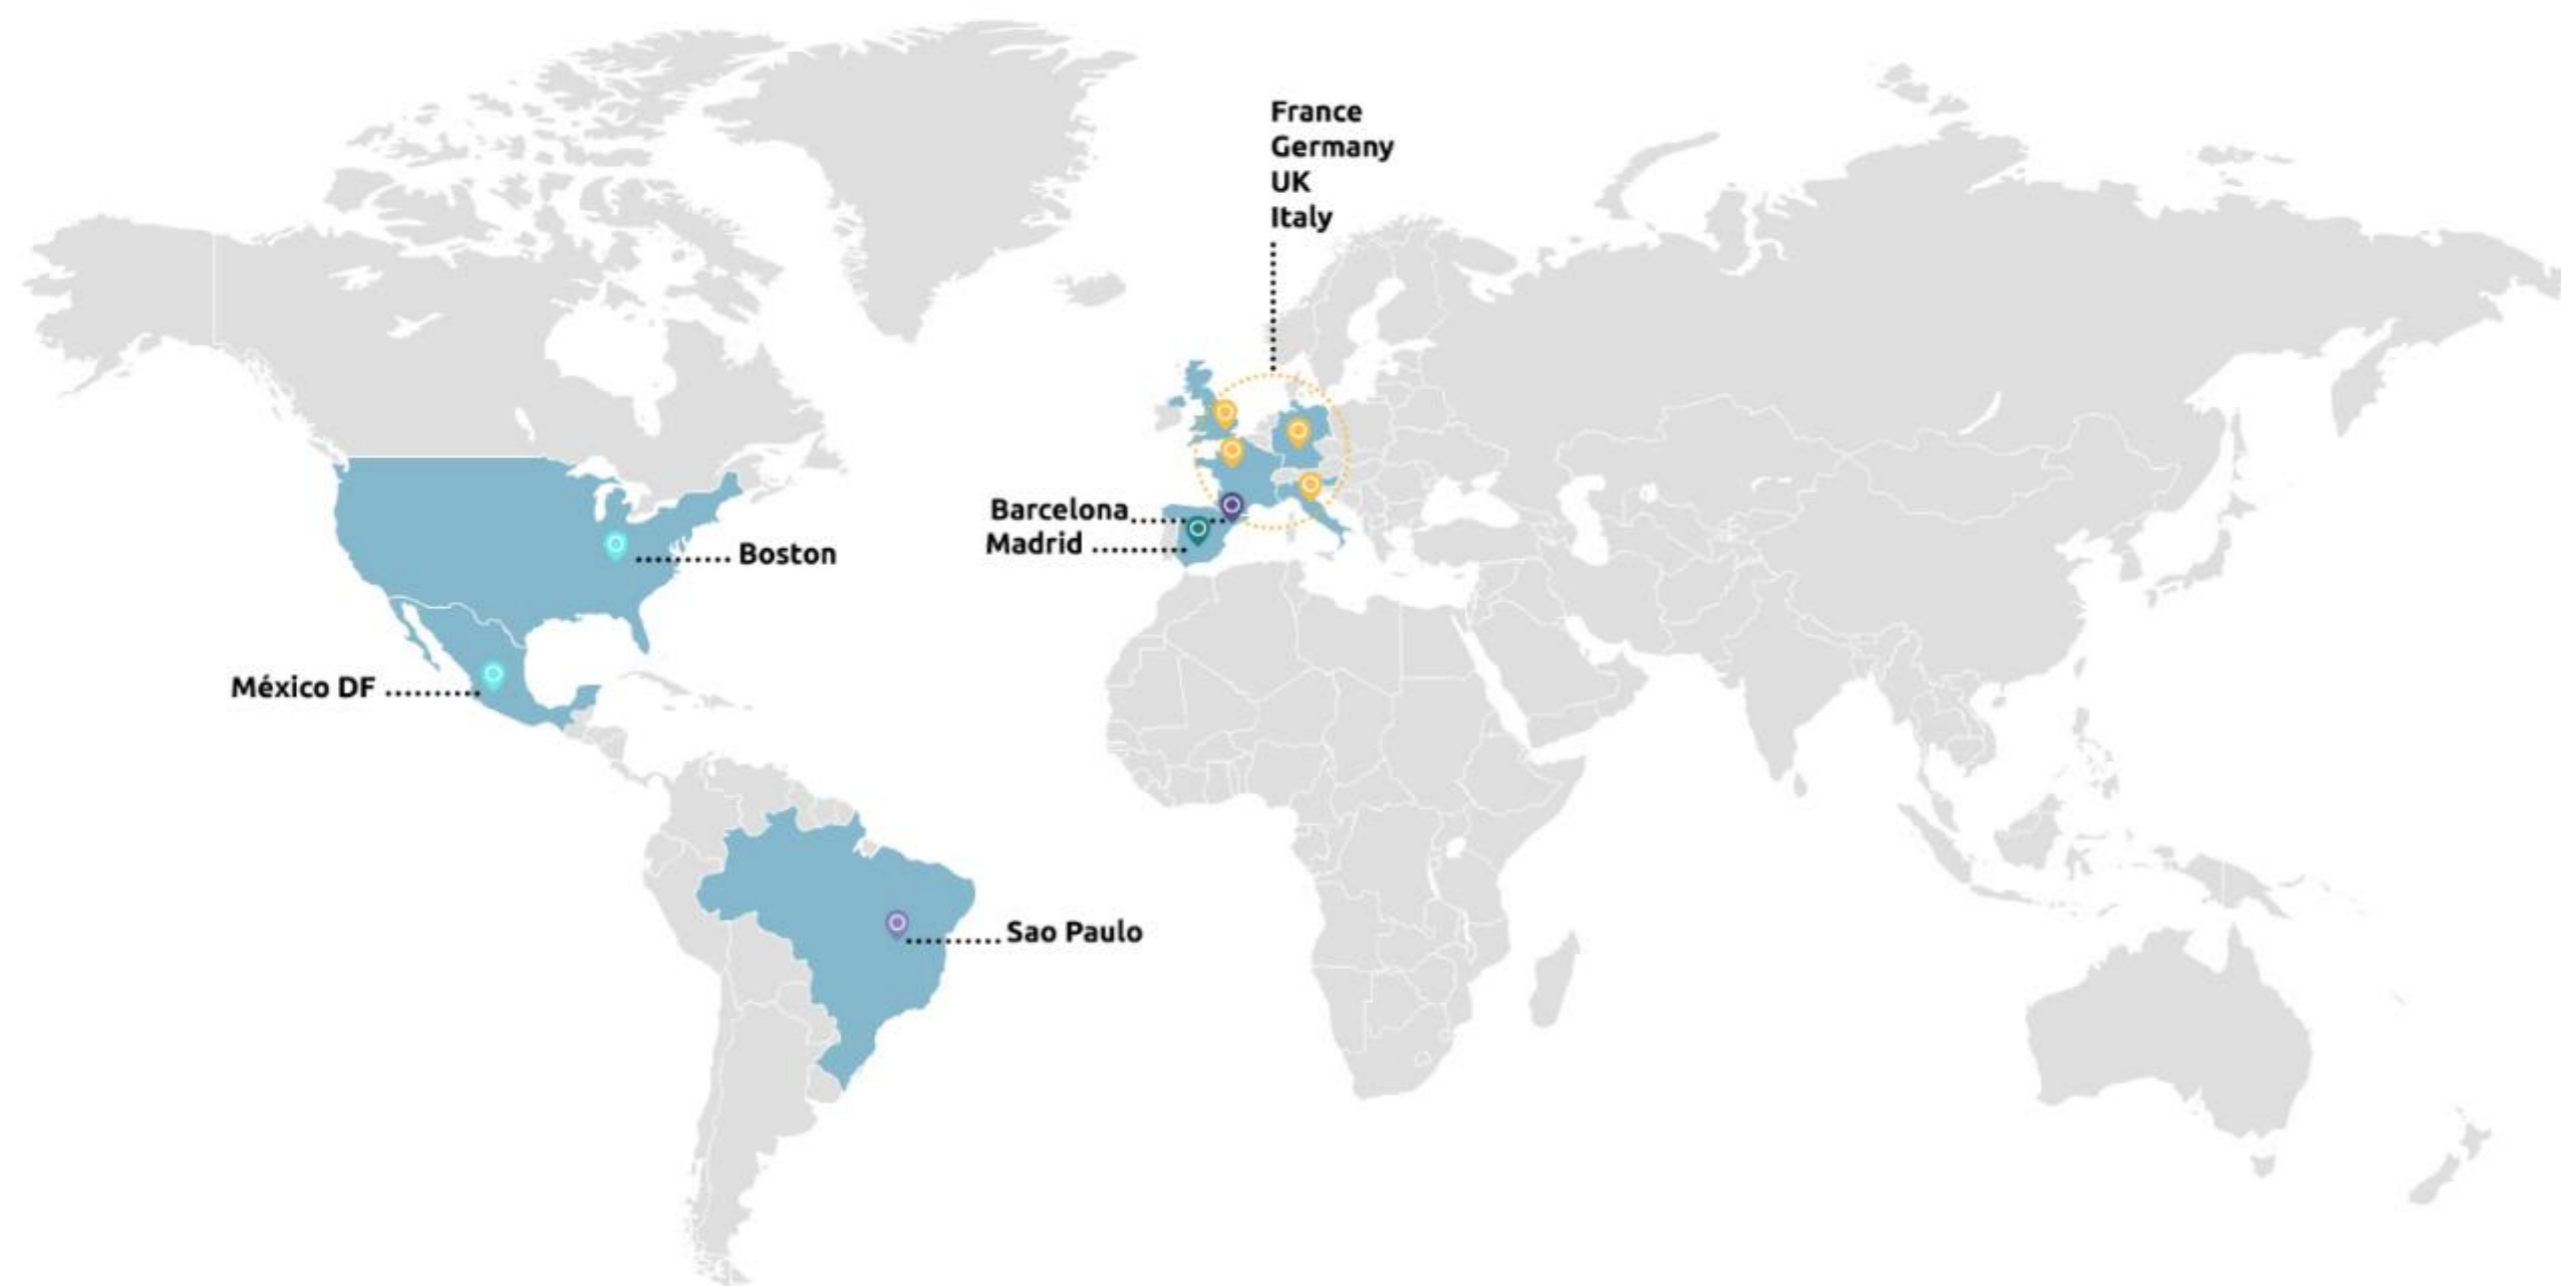 France
Germany
UK
Italy
Barcelona
Madrid
Boston
México DF
Sao Paulo